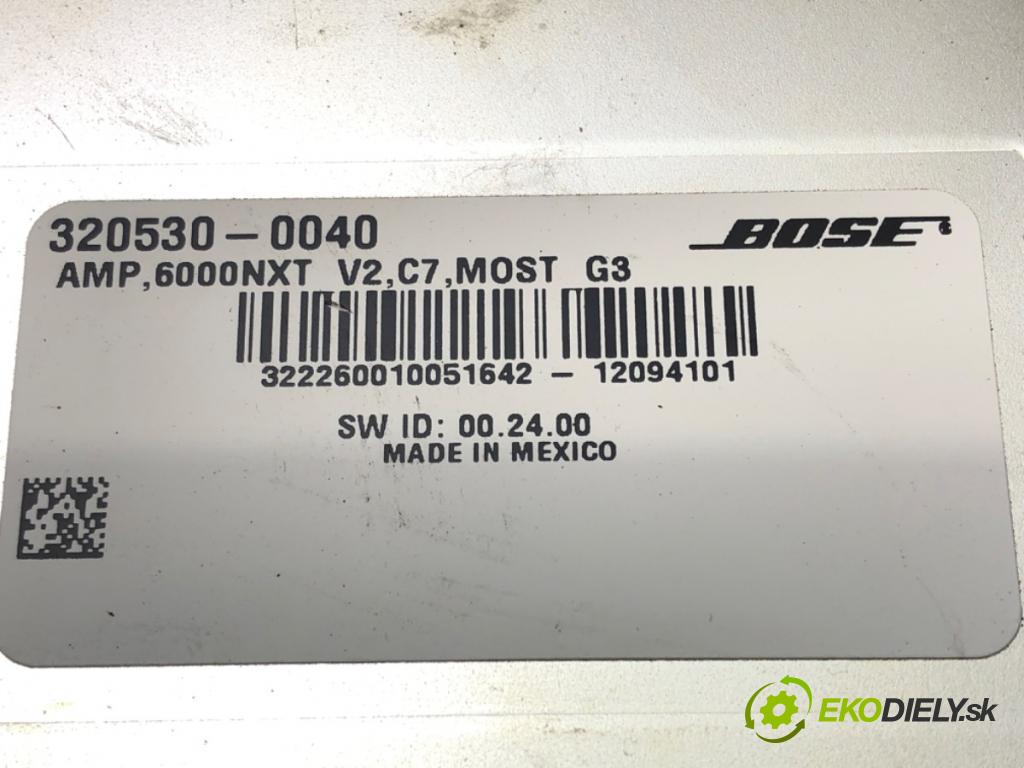 320530-0040
BOSE
AMP,6000NXT V2,C7,MOST G3
322260010051642 - 12094101
SW ID: 00.24.00
MADE IN MEXICO
EKODIELY.sk